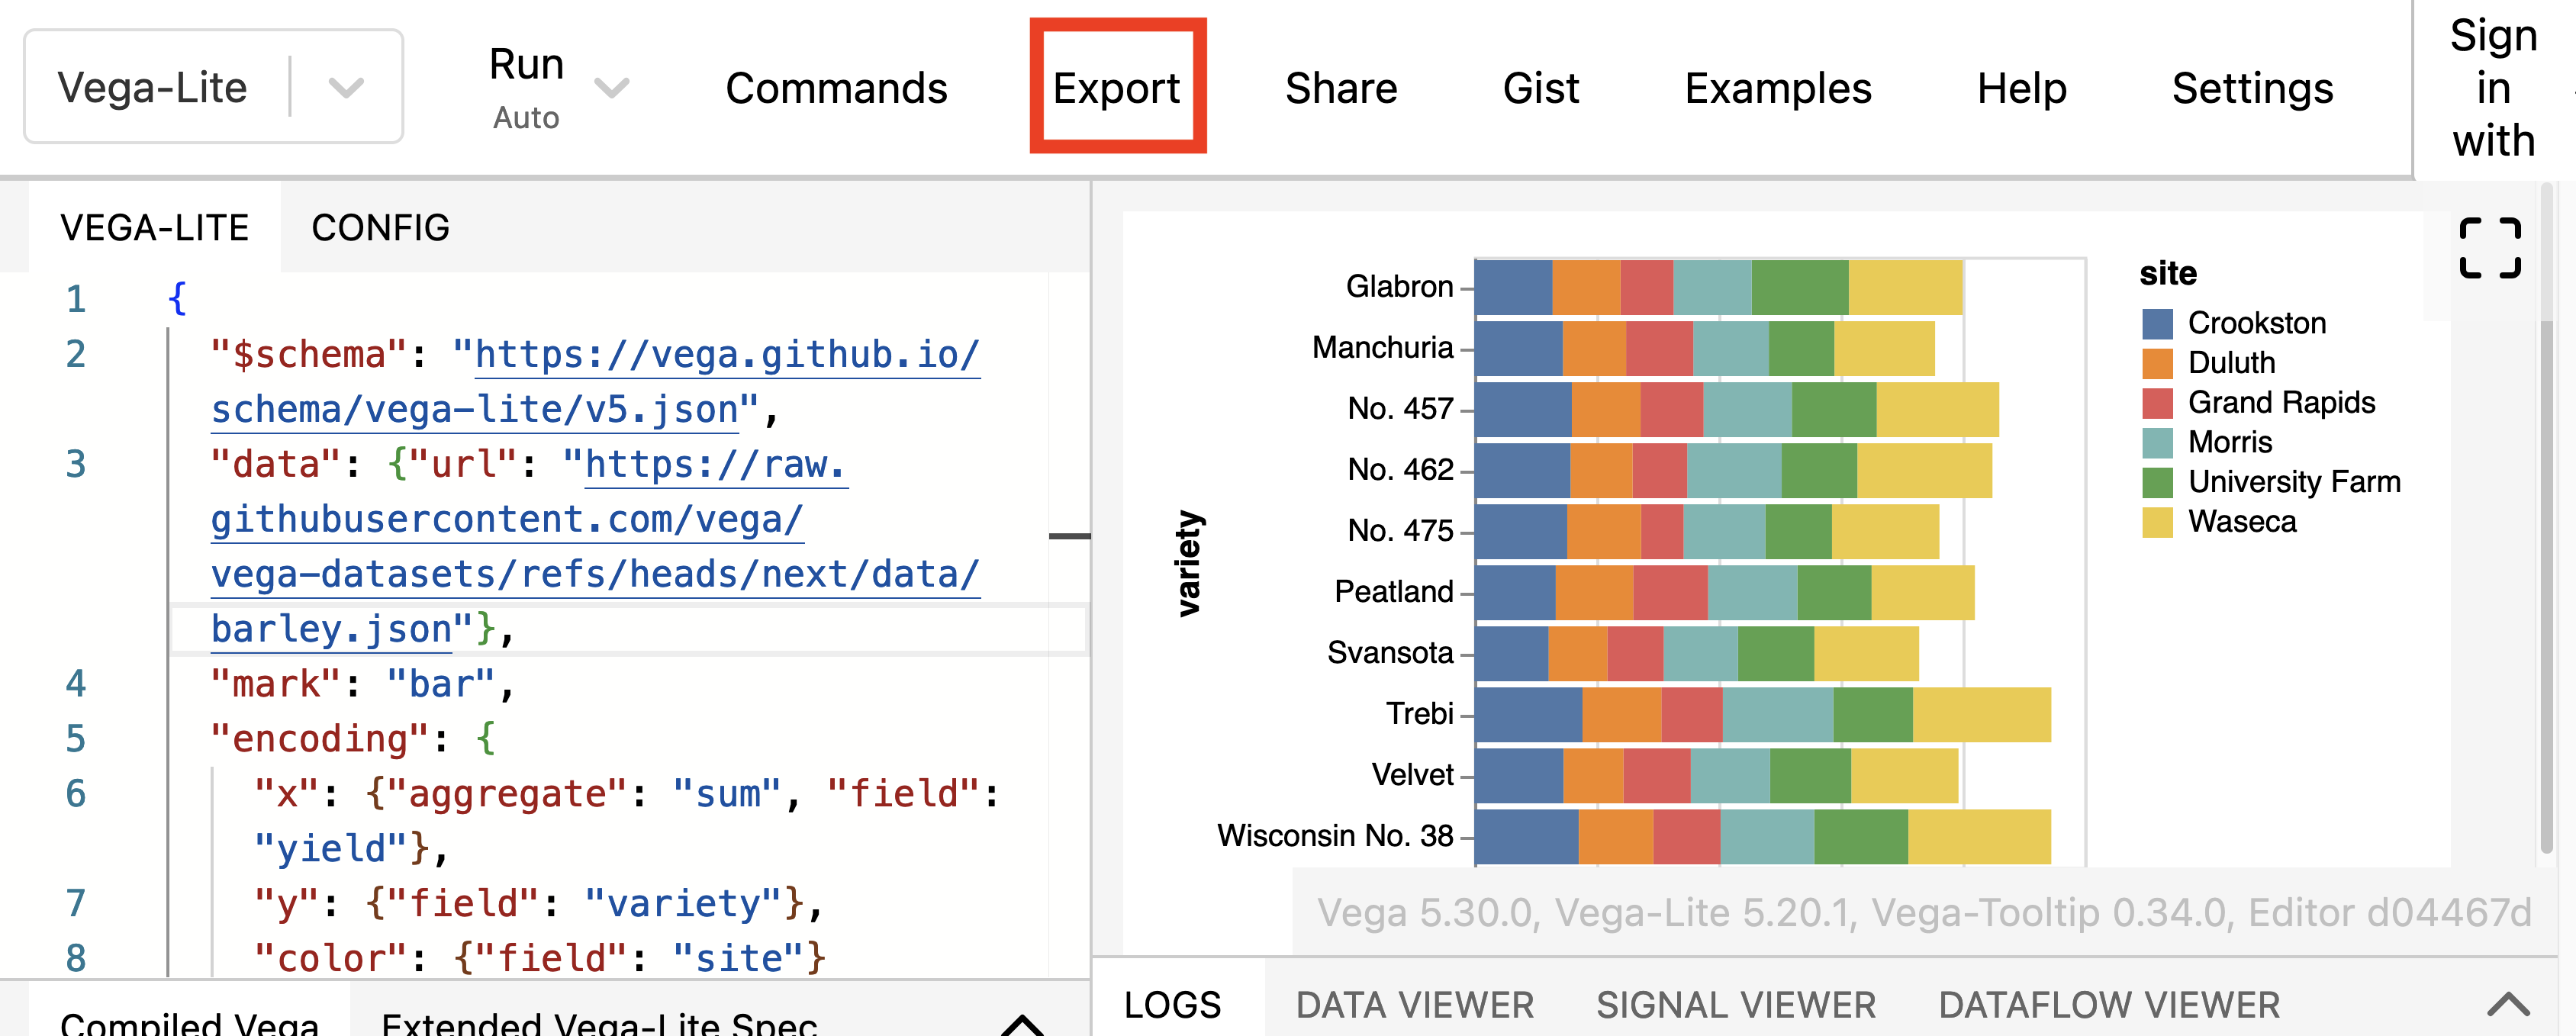 Vega-Lite
Run
Auto
Commands
Export
Share
Gist
Examples
Help
Settings
Sign
in
with
VEGA-LITE
CONFIG
1 {
2 "$schema": "https://vega.github.io/
schema/vega-lite/v5.json",
3 "data": {"url": "https://raw.
githubusercontent.com/vega/
vega-datasets/refs/heads/next/data/
barley.json"},
4 "mark": "bar",
5 "encoding": {
6 "x": {"aggregate": "sum", "field":
"yield"},
7 "y": {"field": "variety"},
8 "color": {"field": "site"}
Compiled Vega
Extended Vega-Lite Spec
variety
Glabron
Manchuria
No. 457
No. 462
No. 475
Peatland
Svansota
Trebi
Velvet
Wisconsin No. 38
site
Crookston
Duluth
Grand Rapids
Morris
University Farm
Waseca
Vega 5.30.0, Vega-Lite 5.20.1, Vega-Tooltip 0.34.0, Editor d04467d
LOGS
DATA VIEWER
SIGNAL VIEWER
DATAFLOW VIEWER